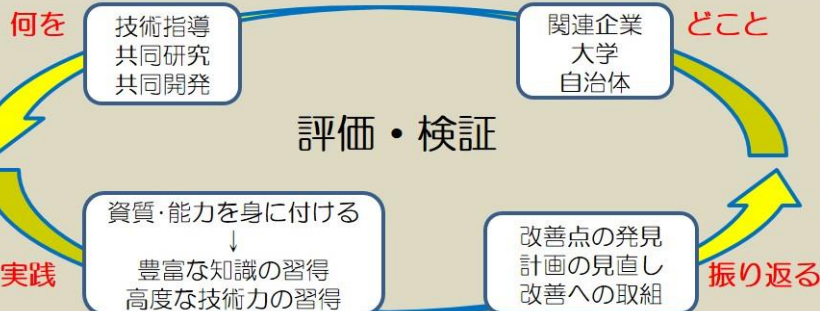 何を
技術指導
共同研究
共同開発
関連企業
大学
自治体
どこと
評価・検証
実践
資質・能力を身に付ける
↓
豊富な知識の習得
高度な技術力の習得
改善点の発見
計画の見直し
改善への取組
振り返る